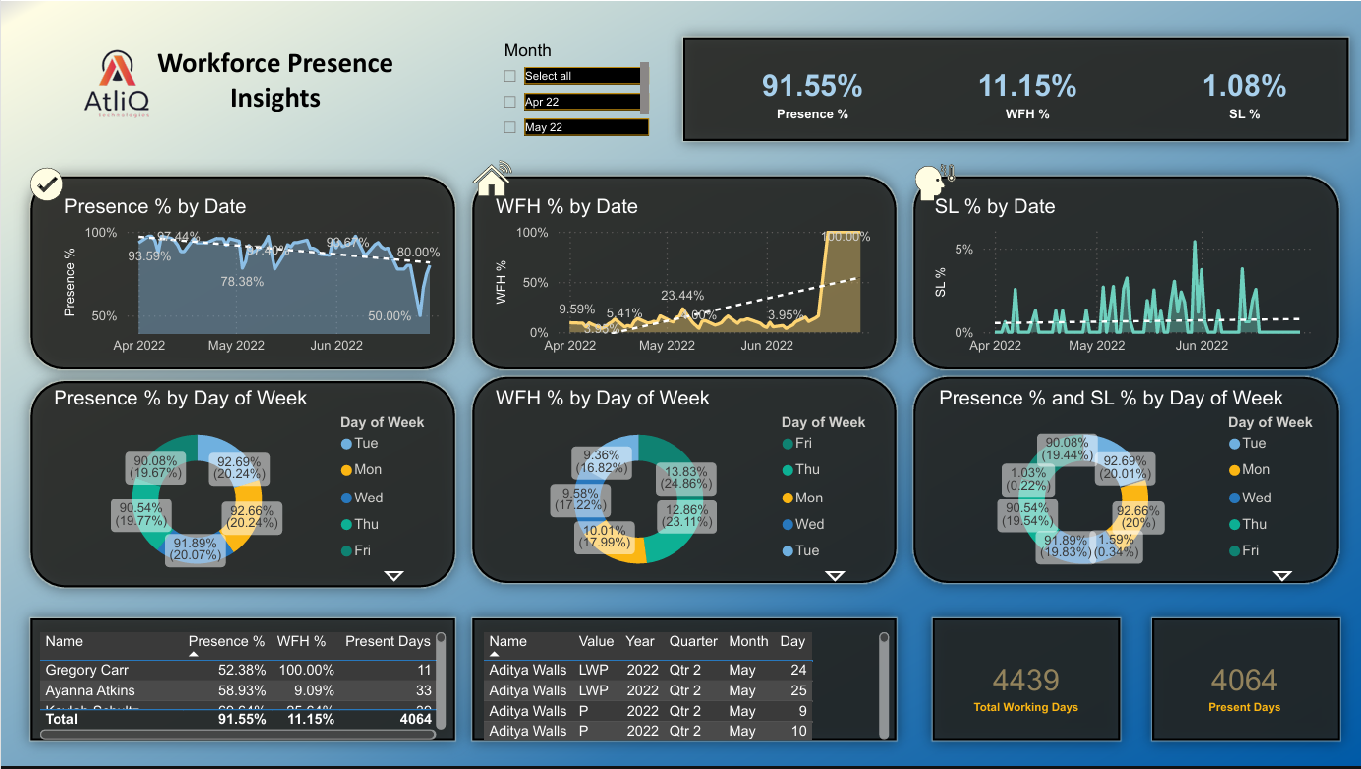 AtliQ
technologies
Workforce Presence
Insights
Month
Select all
Apr 22
May 22
91.55%
Presence %
11.15%
WFH %
1.08%
SL %
Presence % by Date
Presence %
100%
50%
97.44%
93.59%
78.38%
80.00%
50.00%
Apr 2022
May 2022
Jun 2022
WFH % by Date
WFH %
100%
50%
0%
100.00%
9.59%
5.41%
23.44%
3.95%
Apr 2022
May 2022
Jun 2022
SL % by Date
SL %
5%
0%
Apr 2022
May 2022
Jun 2022
Presence % by Day of Week
90.08%
(19.67%)
92.69%
(20.24%)
90.54%
(19.77%)
92.66%
(20.24%)
91.89%
(20.07%)
Day of Week
Tue
Mon
Wed
Thu
Fri
WFH % by Day of Week
9.36%
(16.82%)
13.83%
(24.86%)
9.58%
(17.22%)
12.86%
(23.11%)
10.01%
(17.99%)
Day of Week
Fri
Thu
Mon
Wed
Tue
Presence % and SL % by Day of Week
90.08%
(19.44%)
92.69%
(20.01%)
1.03%
(0.22%)
90.54%
(19.54%)
92.66%
(20%)
91.89%
(19.83%)
1.59%
(0.34%)
Day of Week
Tue
Mon
Wed
Thu
Fri
Name Presence % WFH % Present Days
Gregory Carr 52.38% 100.00% 11
Ayanna Atkins 58.93% 9.09% 33
Total 91.55% 11.15% 4064
Name Value Year Quarter Month Day
Aditya Walls LWP 2022 Qtr 2 May 24
Aditya Walls LWP 2022 Qtr 2 May 25
Aditya Walls P 2022 Qtr 2 May 9
Aditya Walls P 2022 Qtr 2 May 10
4439
Total Working Days
4064
Present Days